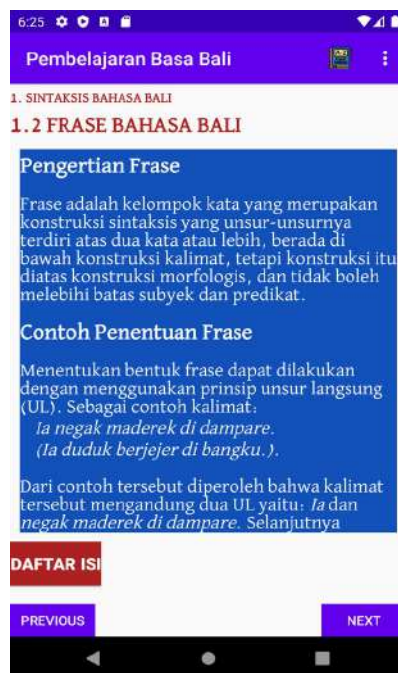 6:25
Pembelajaran Basa Bali
1. SINTAKSIS BAHASA BALI
1.2 FRASE BAHASA BALI
Pengertian Frase
Frase adalah kelompok kata yang merupakan
konstruksi sintaksis yang unsur-unsurnya
terdiri atas dua kata atau lebih, berada di
bawah konstruksi kalimat, tetapi konstruksi itu
diatas konstruksi morfologis, dan tidak boleh
melebihi batas subyek dan predikat.
Contoh Penentuan Frase
Menentukan bentuk frase dapat dilakukan
dengan menggunakan prinsip unsur langsung
(UL). Sebagai contoh kalimat:
Ia negak maderek di dampare.
(Ia duduk berjejer di bangku.).
Dari contoh tersebut diperoleh bahwa kalimat
tersebut mengandung dua UL yaitu: Ia dan
negak maderek di dampare. Selanjutnya
DAFTAR ISI
PREVIOUS
NEXT